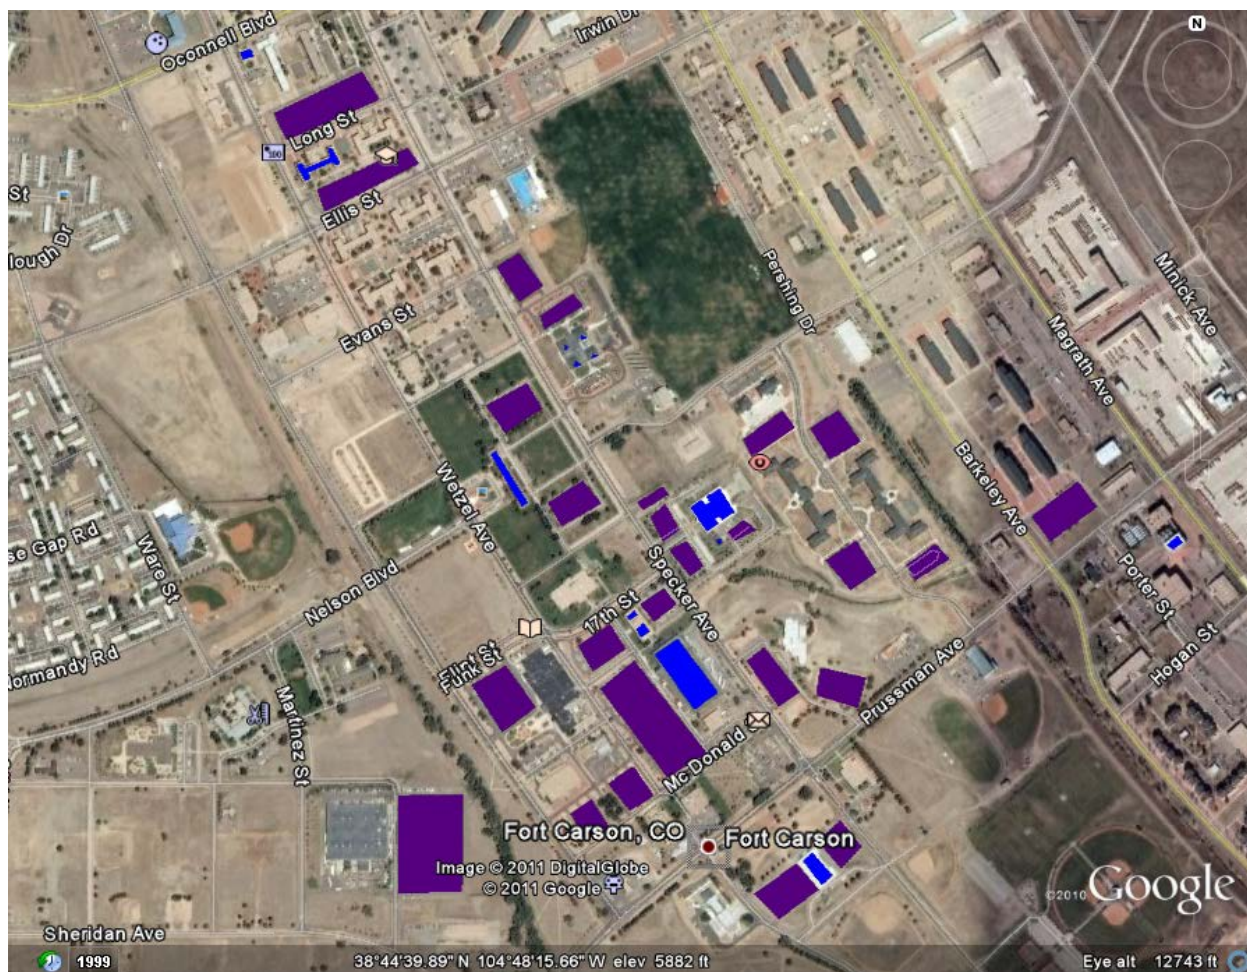 Oconnell Blvd
Irwin Dr
N
Long St
100
St
Ellis St
lough Dr
Evans St
Pershing Dr
Minick Ave
Magrath Ave
Wetzel Ave
Barkeley Ave
se Gap Rd
Ware St
Nelson Blvd
Specker Ave
Porter St
17th St
Hogan St
Normandy Rd
Flint St
Funk St
Prussman Ave
Martinez St
Mc Donald
Fort Carson, CO
Fort Carson
Image © 2011 DigitalGlobe
© 2011 Google
©2010 Google
Sheridan Ave
1999
38°44'39.89" N 104°48'15.66" W elev 5882 ft
Eye alt 12743 ft